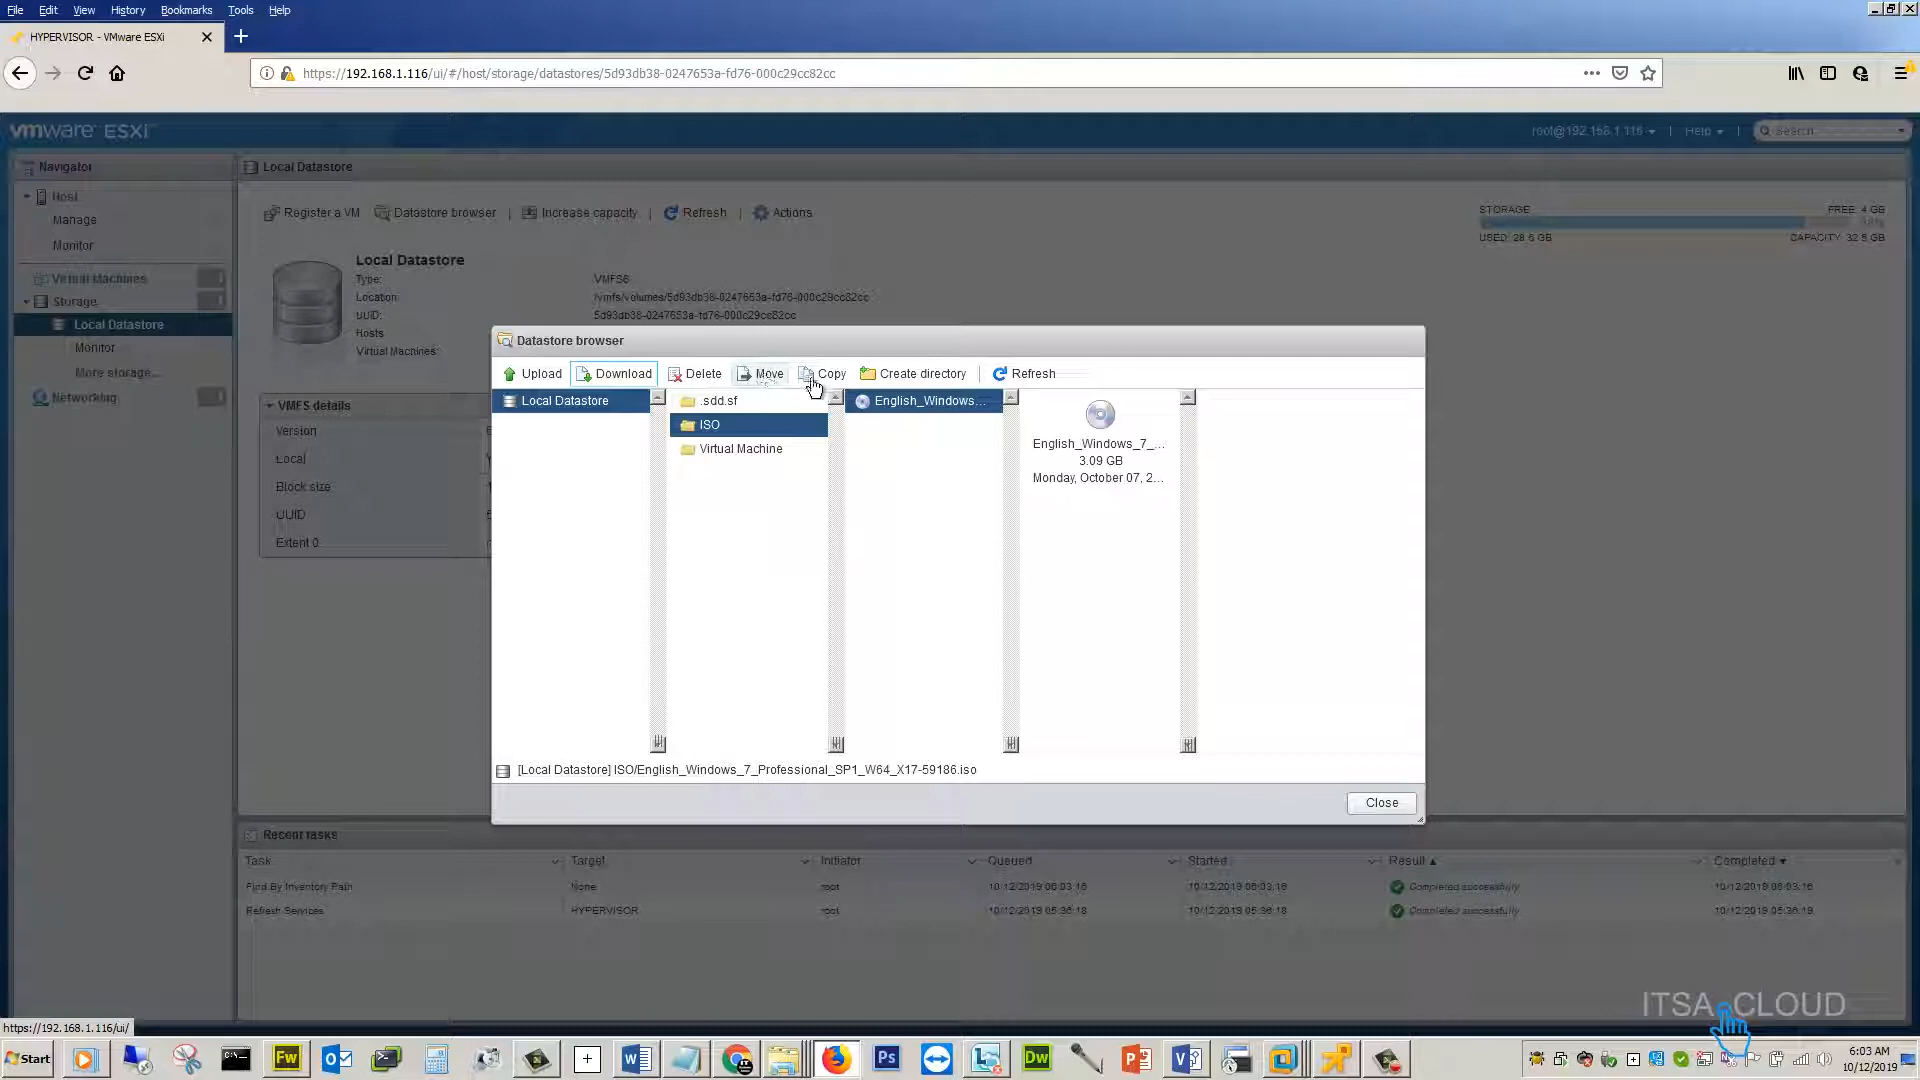 File Edit View History Bookmarks Tools Help
HYPERVISOR - VMware ESXi
https://192.168.1.116/ui/#/host/storage/datastores/5d93db38-0247653a-fd76-000c29cc82cc
vmware ESXi
root@192.168.1.116 | Help | Search
Navigator
Host
Manage
Monitor
Virtual Machines
Storage
Local Datastore
Monitor
More storage...
Networking
Local Datastore
Register a VM Datastore browser | Increase capacity | Refresh | Actions
STORAGE FREE: 4 GB
USED: 28.6 GB CAPACITY: 32.5 GB
Local Datastore
Type: VMFS6
Location: /vmfs/volumes/5d93db38-0247653a-fd76-000c29cc82cc
UUID: 5d93db38-0247653a-fd76-000c29cc82cc
Hosts
Virtual Machines:
VMFS details
Version
Local
Block size
UUID
Extent 0
Datastore browser
Upload Download Delete Move Copy Create directory Refresh
Local Datastore
.sdd.sf
ISO
Virtual Machine
English_Windows...
English_Windows_7_...
3.09 GB
Monday, October 07, 2...
[Local Datastore] ISO/English_Windows_7_Professional_SP1_W64_X17-59186.iso
Close
Recent tasks
Task Target Initiator Queued Started Result Completed
Find By Inventory Path None root 10/12/2019 06:03:16 10/12/2019 06:03:16 Completed successfully 10/12/2019 06:03:16
Refresh Services HYPERVISOR root 10/12/2019 05:36:18 10/12/2019 05:36:18 Completed successfully 10/12/2019 05:36:19
ITSA CLOUD
https://192.168.1.116/ui/
Start
Fw
Ps
Dw
6:03 AM
10/12/2019